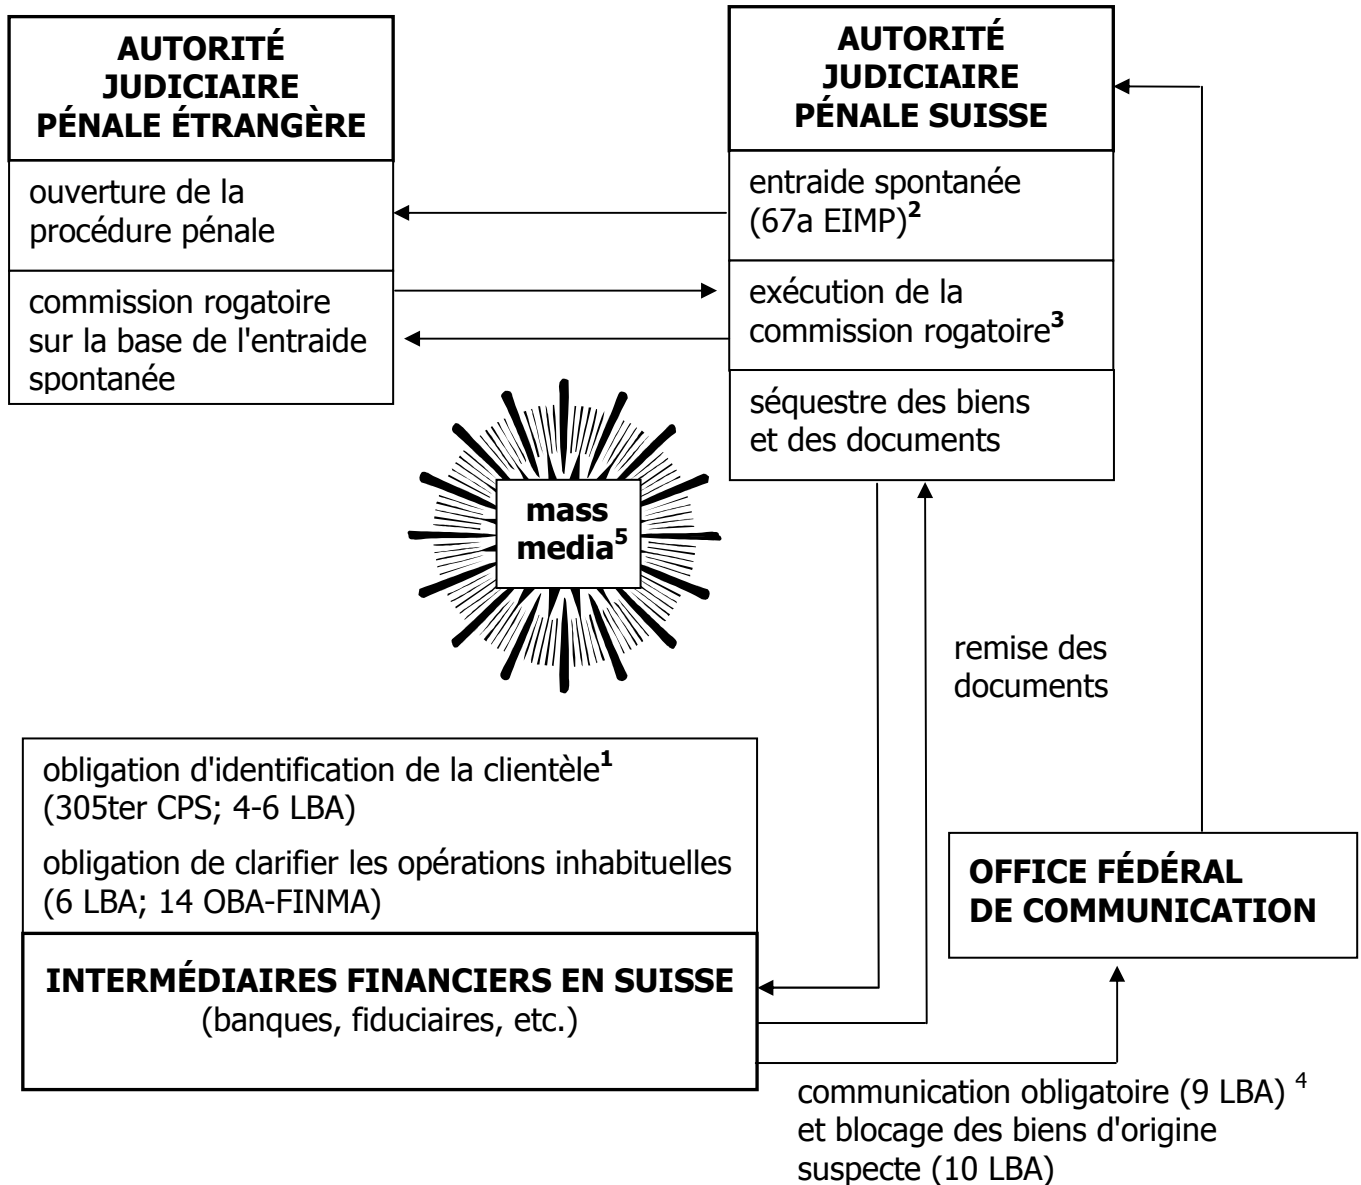 AUTORITÉ
JUDICIAIRE
PÉNALE ÉTRANGÈRE
ouverture de la
procédure pénale
commission rogatoire
sur la base de l'entraide
spontanée
AUTORITÉ
JUDICIAIRE
PÉNALE SUISSE
entraide spontanée
(67a EIMP)²
exécution de la
commission rogatoire³
séquestre des biens
et des documents
mass
media⁵
remise des
documents
obligation d'identification de la clientèle¹
(305ter CPS; 4-6 LBA)
obligation de clarifier les opérations inhabituelles
(6 LBA; 14 OBA-FINMA)
INTERMÉDIAIRES FINANCIERS EN SUISSE
(banques, fiduciaires, etc.)
OFFICE FÉDÉRAL
DE COMMUNICATION
communication obligatoire (9 LBA) ⁴
et blocage des biens d'origine
suspecte (10 LBA)